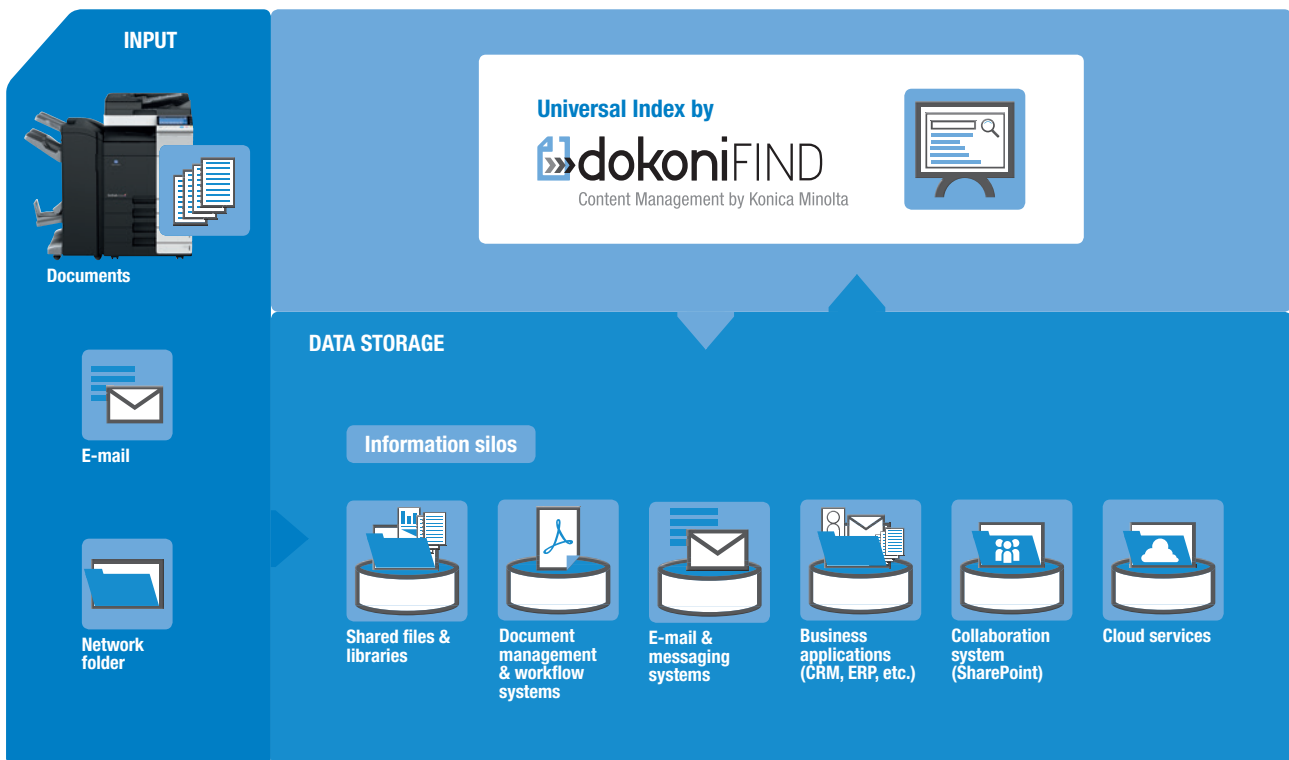 INPUT
Documents
E-mail
Network
folder
Universal Index by
dokoniFIND
Content Management by Konica Minolta
DATA STORAGE
Information silos
Shared files &
libraries
Document
management
& workflow
systems
E-mail &
messaging
systems
Business
applications
(CRM, ERP, etc.)
Collaboration
system
(SharePoint)
Cloud services